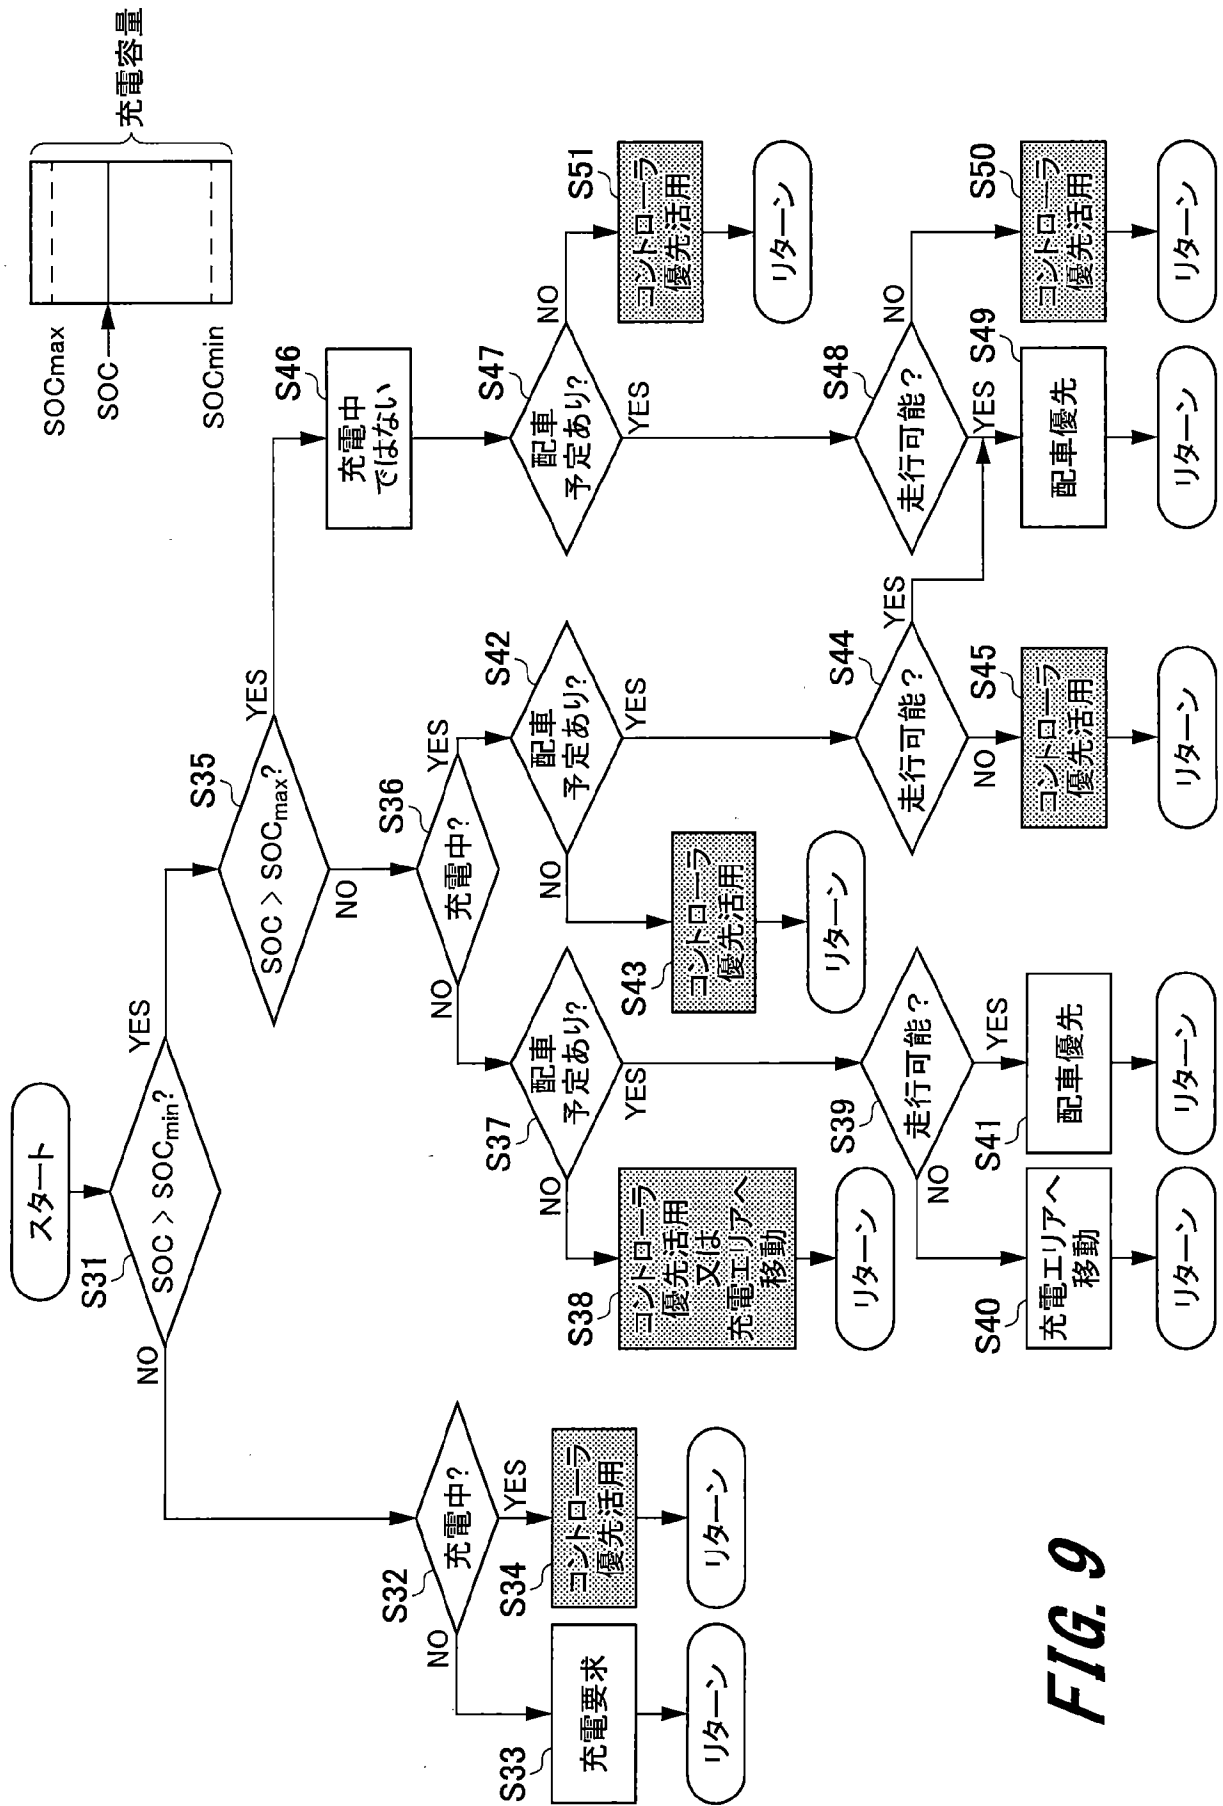 スタート
S31
SOC > SOCmin?
NO
YES
S32
充電中?
NO
YES
S33
充電要求
リターン
S34
コントローラ
優先活用
リターン
S35
SOC > SOCmax?
NO
YES
S36
充電中?
NO
YES
S37
配車
予定あり?
NO
YES
S38
コントローラ
優先活用
又は
充電エリアへ
移動
リターン
S39
走行可能?
NO
YES
S40
充電エリアへ
移動
リターン
S41
配車優先
リターン
S42
配車
予定あり?
NO
YES
S43
コントローラ
優先活用
リターン
S44
走行可能?
NO
YES
S45
コントローラ
優先活用
リターン
S46
充電中
ではない
S47
配車
予定あり?
NO
YES
S48
走行可能?
NO
YES
S49
配車優先
リターン
S50
コントローラ
優先活用
リターン
S51
コントローラ
優先活用
リターン
SOCmax
SOC
SOCmin
充電容量
FIG. 9